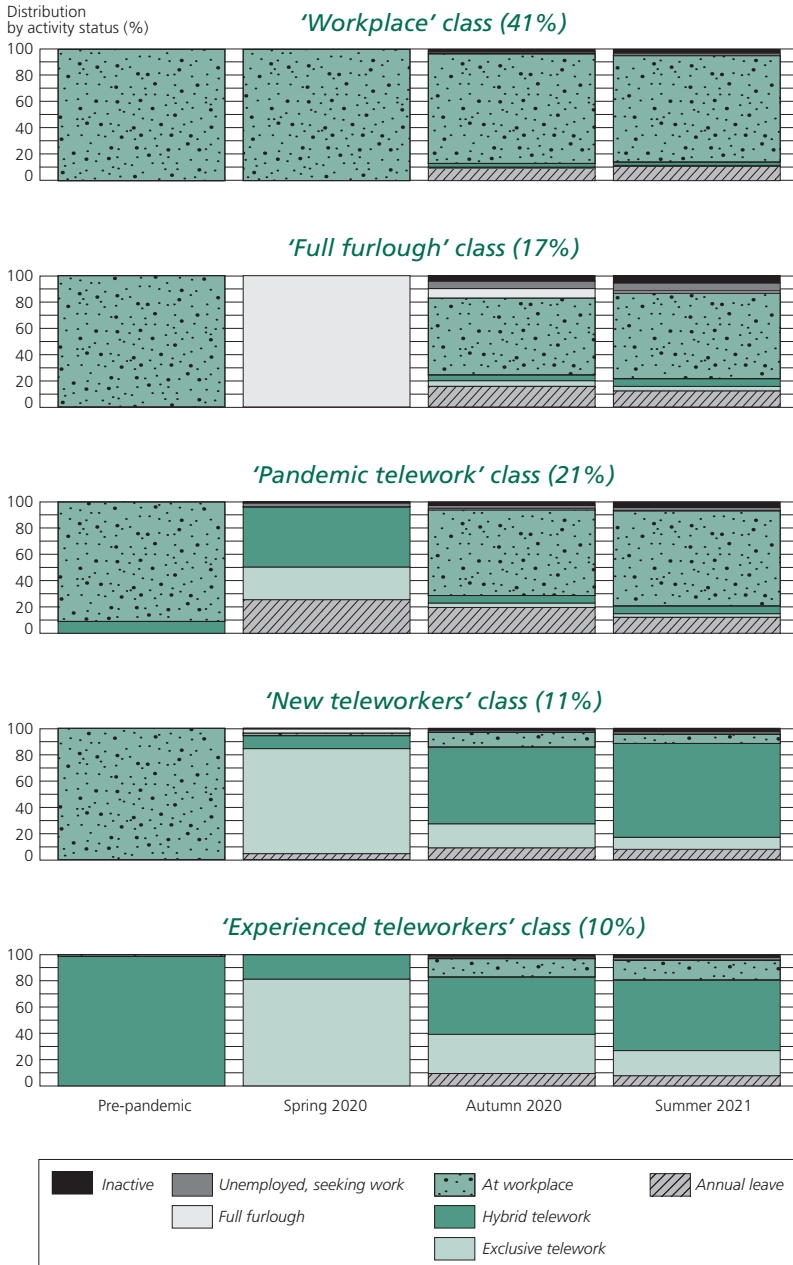 Distribution
by activity status (%)
‘Workplace’ class (41%)
100
80
60
40
20
0
‘Full furlough’ class (17%)
100
80
60
40
20
0
‘Pandemic telework’ class (21%)
100
80
60
40
20
0
‘New teleworkers’ class (11%)
100
80
60
40
20
0
‘Experienced teleworkers’ class (10%)
100
80
60
40
20
0
Pre-pandemic Spring 2020 Autumn 2020 Summer 2021
Inactive Unemployed, seeking work At workplace Annual leave
Full furlough Hybrid telework
Exclusive telework